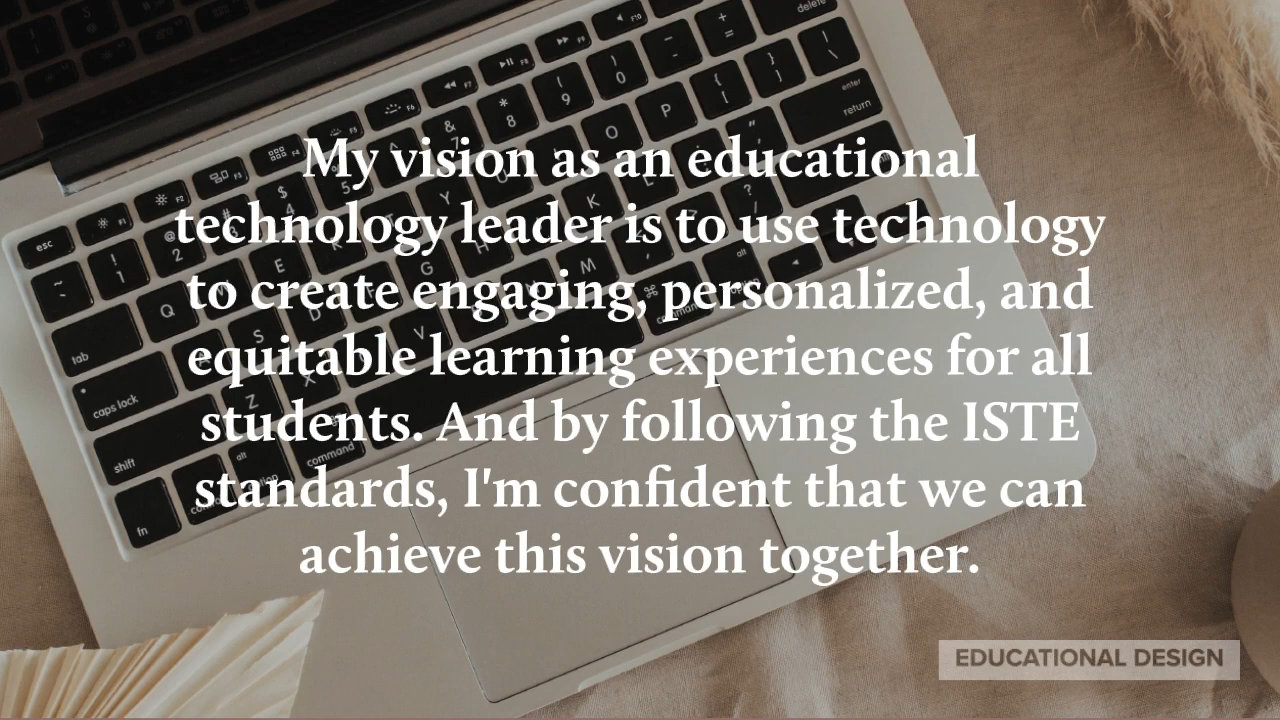 My vision as an educational
technology leader is to use technology
to create engaging, personalized, and
equitable learning experiences for all
students. And by following the ISTE
standards, I'm confident that we can
achieve this vision together.
EDUCATIONAL DESIGN